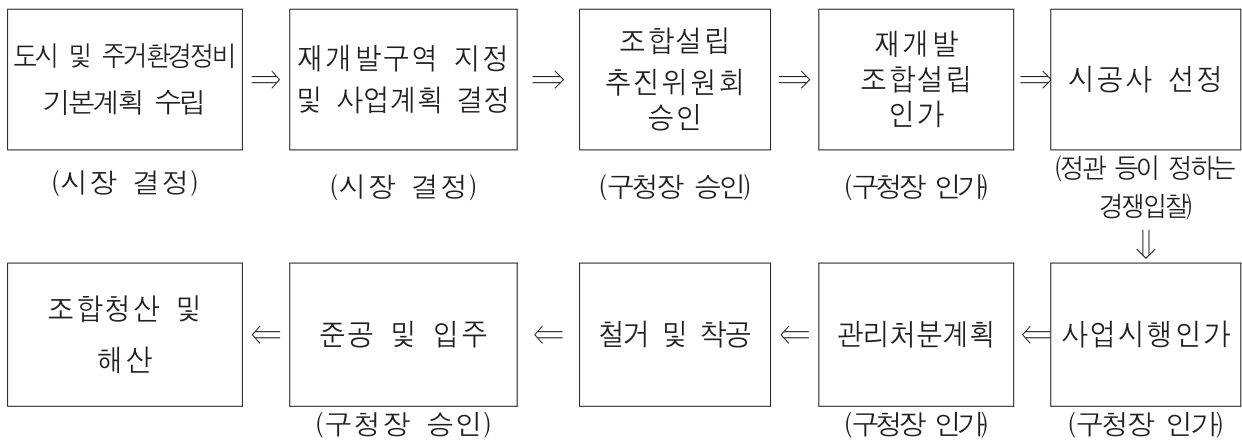 도시 및 주거환경정비
기본계획 수립
(시장 결정)
⇒
재개발구역 지정
및 사업계획 결정
(시장 결정)
⇒
조합설립
추진위원회
승인
(구청장 승인)
⇒
재개발
조합설립
인가
(구청장 인가)
⇒
시공사 선정
(정관 등이 정하는
경쟁입찰)
⇓
사업시행인가
(구청장 인가)
⇐
관리처분계획
(구청장 인가)
⇐
철거 및 착공
⇐
준공 및 입주
(구청장 승인)
⇐
조합청산 및
해산